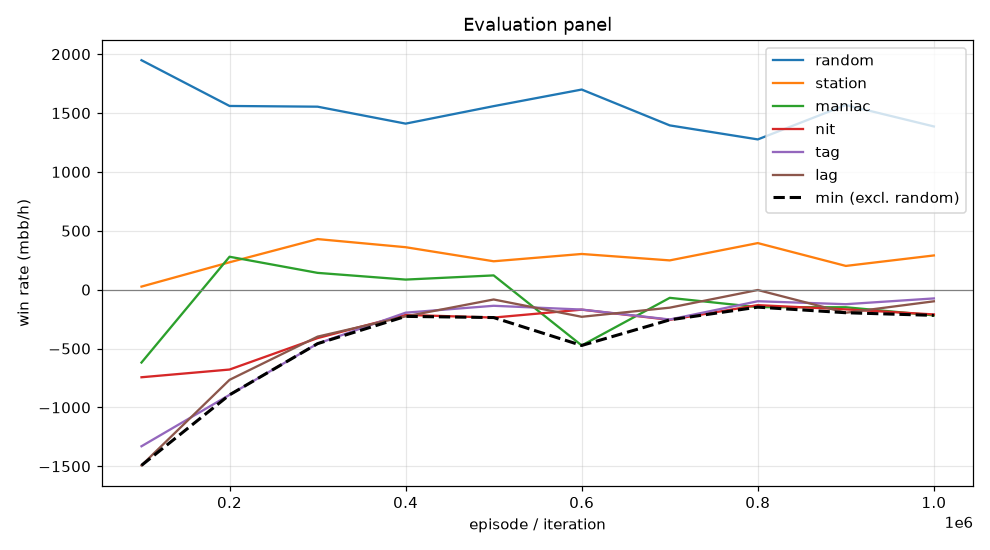 Evaluation panel
2000
1500
1000
500
0
−500
−1000
−1500
win rate (mbb/h)
random
station
maniac
nit
tag
lag
min (excl. random)
0.2 0.4 0.6 0.8 1.0
1e6
episode / iteration